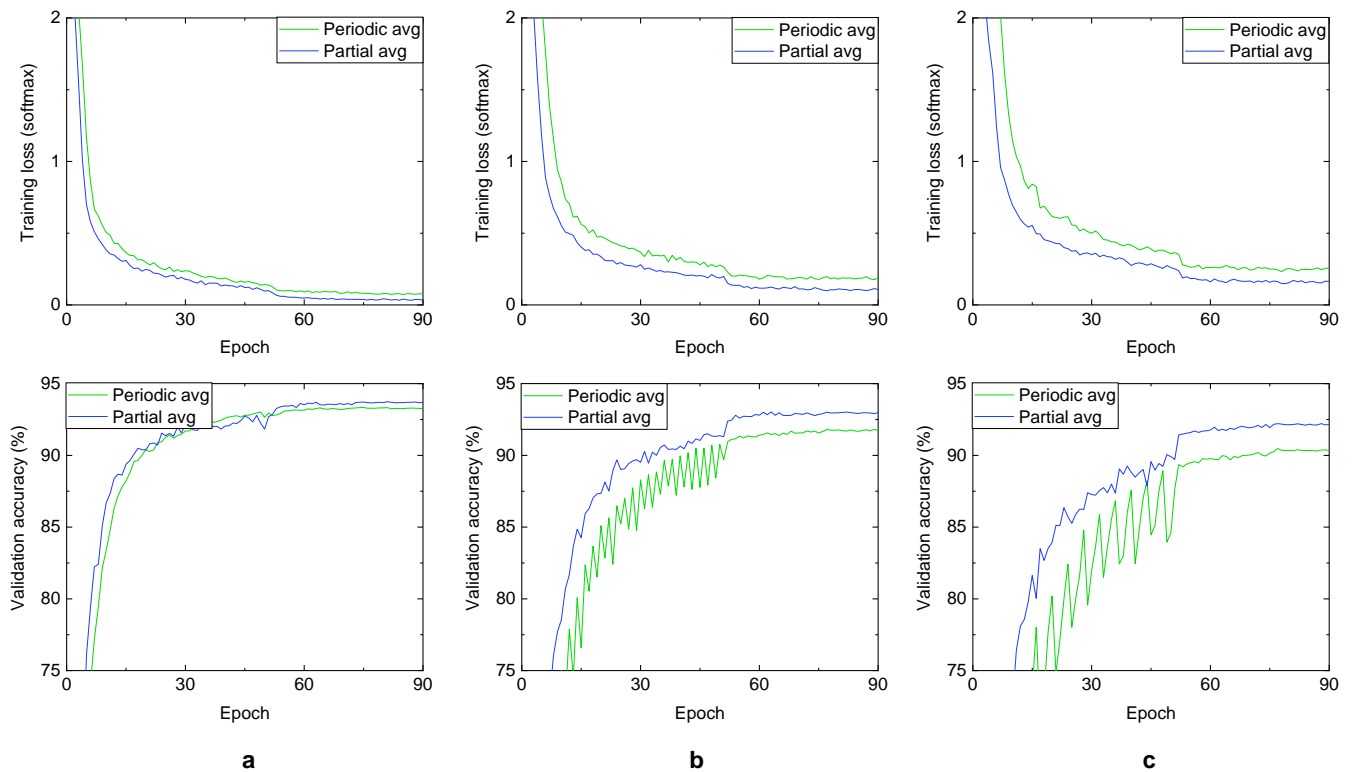 2
1
0
Training loss (softmax)
Periodic avg
Partial avg
0 30 60 90
Epoch
2
1
0
Training loss (softmax)
Periodic avg
Partial avg
0 30 60 90
Epoch
2
1
0
Training loss (softmax)
Periodic avg
Partial avg
0 30 60 90
Epoch
95
90
85
80
75
Validation accuracy (%)
Periodic avg
Partial avg
0 30 60 90
Epoch
a
95
90
85
80
75
Validation accuracy (%)
Periodic avg
Partial avg
0 30 60 90
Epoch
b
95
90
85
80
75
Validation accuracy (%)
Periodic avg
Partial avg
0 30 60 90
Epoch
c